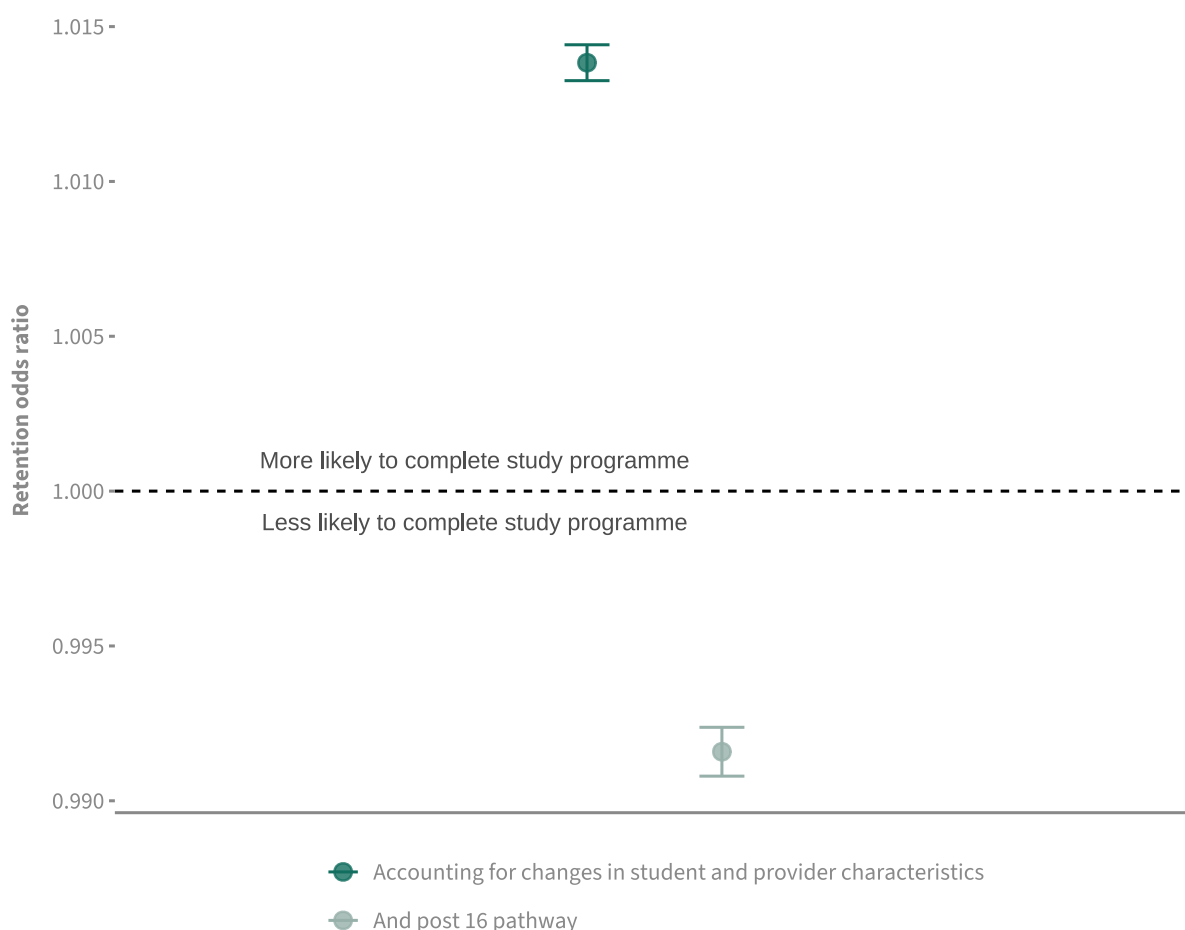 1.015
1.010
1.005
1.000
0.995
0.990
Retention odds ratio
More likely to complete study programme
Less likely to complete study programme
Accounting for changes in student and provider characteristics
And post 16 pathway